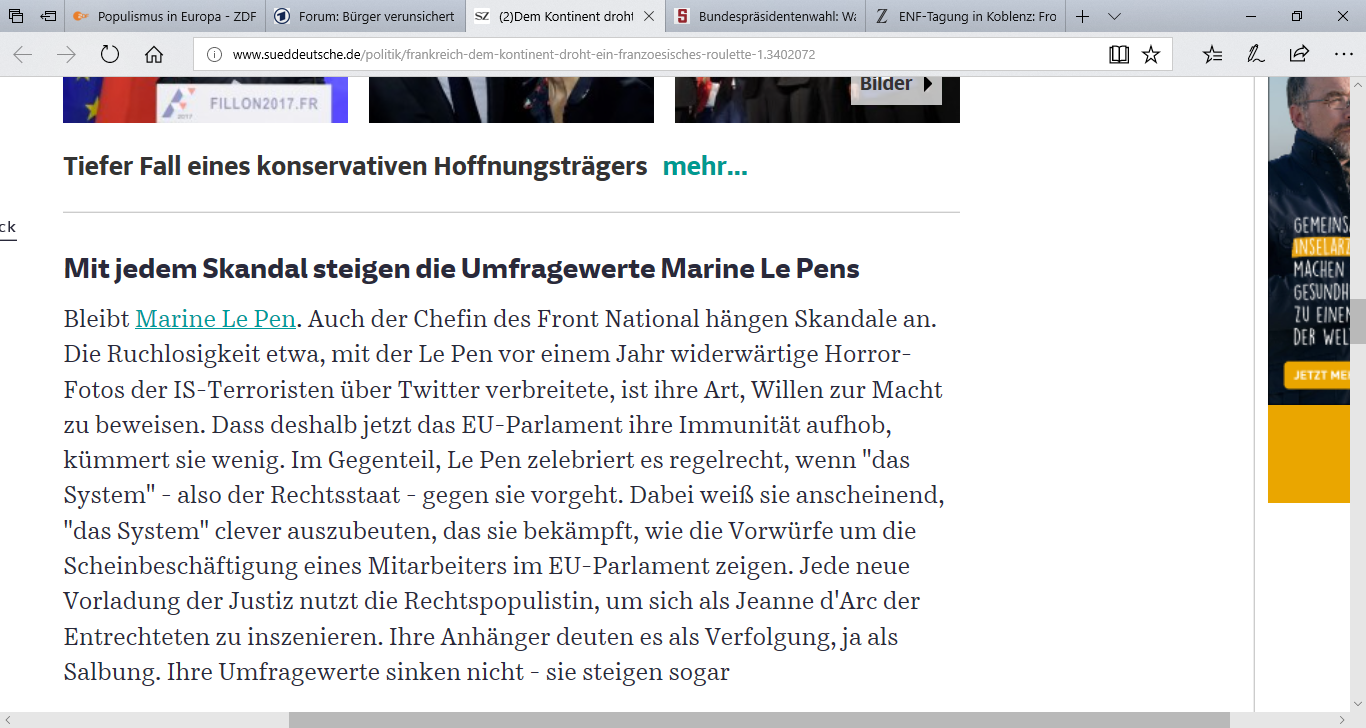 Populismus in Europa - ZDF
Forum: Bürger verunsichert
SZ (2)Dem Kontinent droht
Bundespräsidentenwahl: Wa
ENF-Tagung in Koblenz: Fro
www.sueddeutsche.de/politik/frankreich-dem-kontinent-droht-ein-franzoesisches-roulette-1.3402072
FILLON2017.FR
2017
Bilder
Tiefer Fall eines konservativen Hoffnungsträgers mehr...
ck
Mit jedem Skandal steigen die Umfragewerte Marine Le Pens
Bleibt Marine Le Pen. Auch der Chefin des Front National hängen Skandale an.
Die Ruchlosigkeit etwa, mit der Le Pen vor einem Jahr widerwärtige Horror-
Fotos der IS-Terroristen über Twitter verbreitete, ist ihre Art, Willen zur Macht
zu beweisen. Dass deshalb jetzt das EU-Parlament ihre Immunität aufhob,
kümmert sie wenig. Im Gegenteil, Le Pen zelebriert es regelrecht, wenn "das
System" - also der Rechtsstaat - gegen sie vorgeht. Dabei weiß sie anscheinend,
"das System" clever auszubeuten, das sie bekämpft, wie die Vorwürfe um die
Scheinbeschäftigung eines Mitarbeiters im EU-Parlament zeigen. Jede neue
Vorladung der Justiz nutzt die Rechtspopulistin, um sich als Jeanne d'Arc der
Entrechteten zu inszenieren. Ihre Anhänger deuten es als Verfolgung, ja als
Salbung. Ihre Umfragewerte sinken nicht - sie steigen sogar
GEMEINS
INSELARZ
MACHEN
GESUNDH
ZU EINEN
DER WEL
JETZT ME